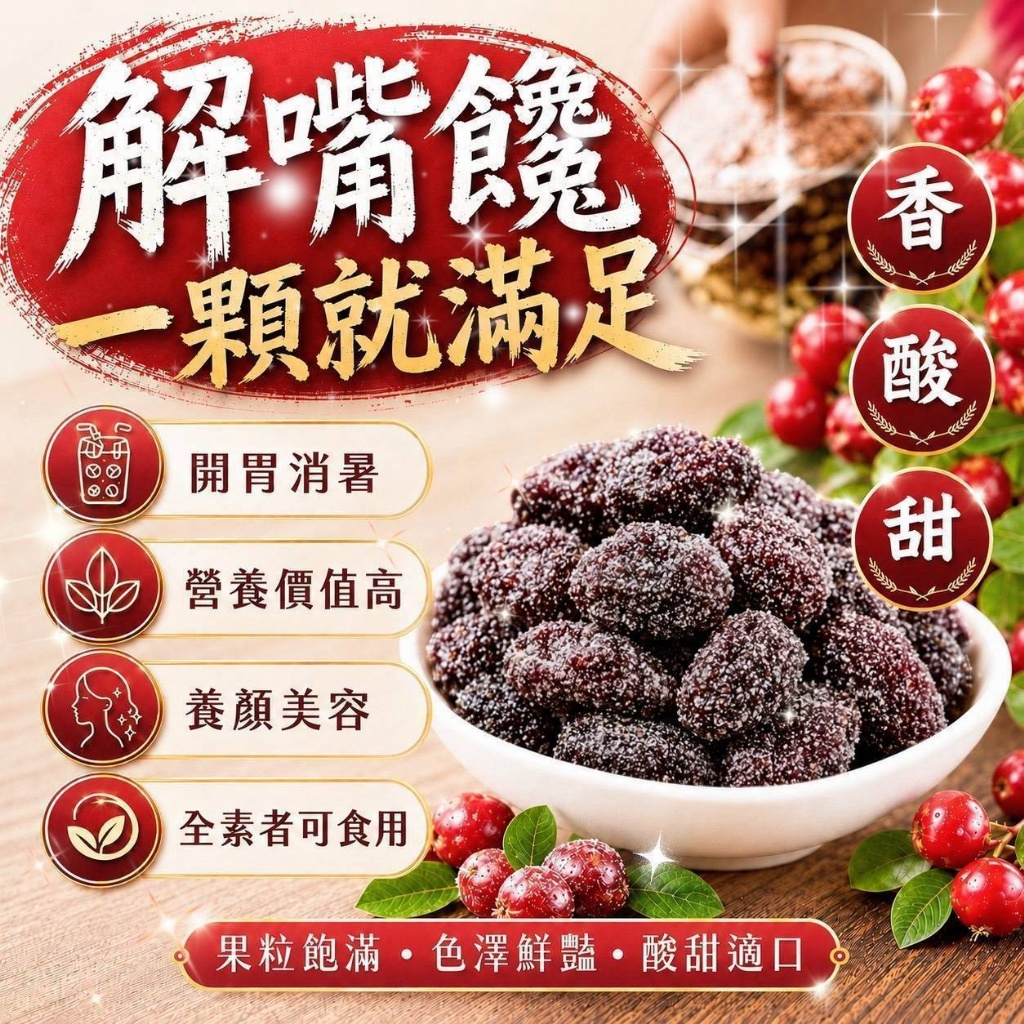 解嘴饞
一顆就滿足
香
酸
甜
開胃消暑
營養價值高
養顏美容
全素者可食用
果粒飽滿・色澤鮮豔・酸甜適口